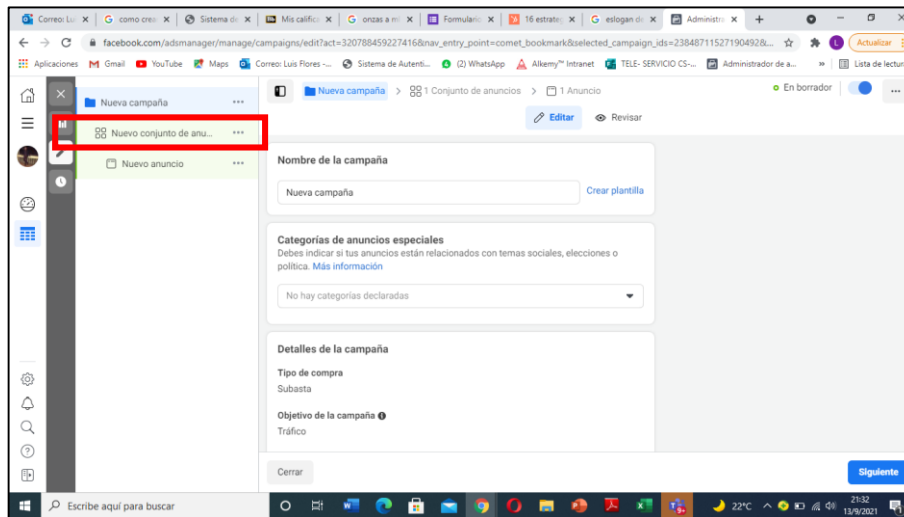 Correo: Lu
como crea
Sistema de
Mis calific
onzas a mi
Formulario
16 estrate
eslogan de
Administra
facebook.com/adsmanager/manage/campaigns/edit?act=320788459227416&nav_entry_point=comet_bookmark&selected_campaign_ids=23848711527190492&...
Actualizar
Aplicaciones
Gmail
YouTube
Maps
Correo: Luis Flores -...
Sistema de Autenti...
(2) WhatsApp
Alkemy™ Intranet
TELE- SERVICIO CS-...
Administrador de a...
»
Lista de lectur
Nueva campaña
Nuevo conjunto de anu...
Nuevo anuncio
Nueva campaña > 1 Conjunto de anuncios > 1 Anuncio
En borrador
Editar
Revisar
Nombre de la campaña
Nueva campaña
Crear plantilla
Categorías de anuncios especiales
Debes indicar si tus anuncios están relacionados con temas sociales, elecciones o
política. Más información
No hay categorías declaradas
Detalles de la campaña
Tipo de compra
Subasta
Objetivo de la campaña
Tráfico
Cerrar
Siguiente
Escribe aquí para buscar
22°C
21:32
13/9/2021